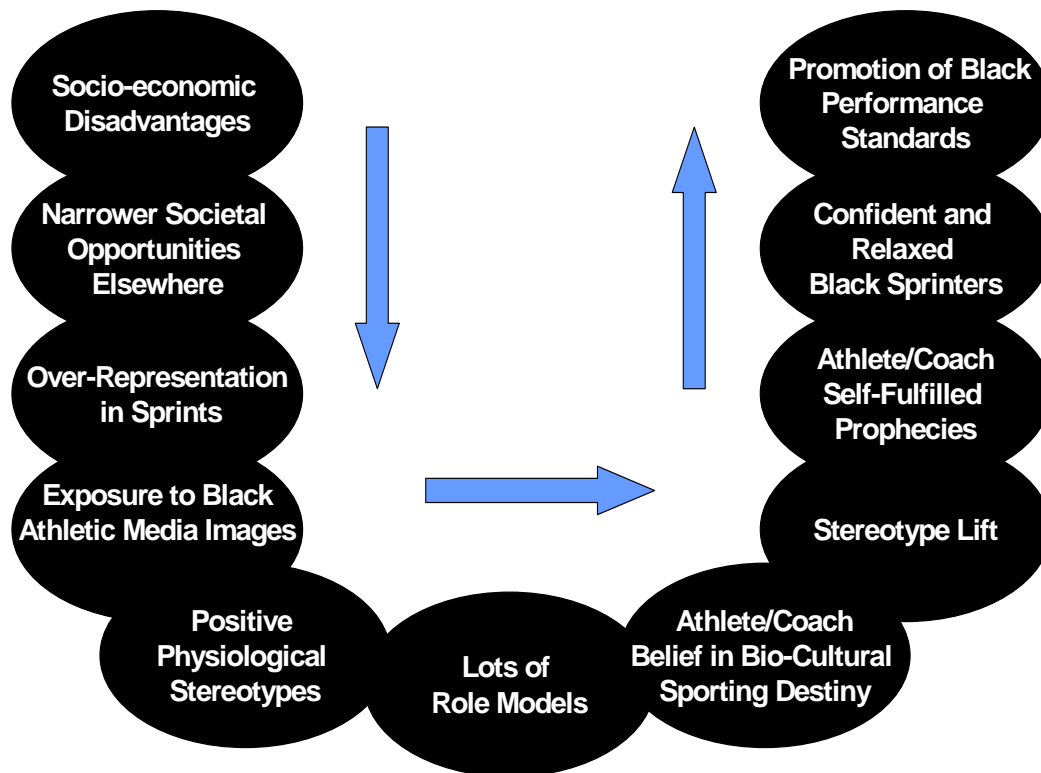 Socio-economic
Disadvantages
Narrower Societal
Opportunities
Elsewhere
Over-Representation
in Sprints
Exposure to Black
Athletic Media Images
Positive
Physiological
Stereotypes
Lots of
Role Models
Athlete/Coach
Belief in Bio-Cultural
Sporting Destiny
Stereotype Lift
Athlete/Coach
Self-Fulfilled
Prophecies
Confident and
Relaxed
Black Sprinters
Promotion of Black
Performance
Standards